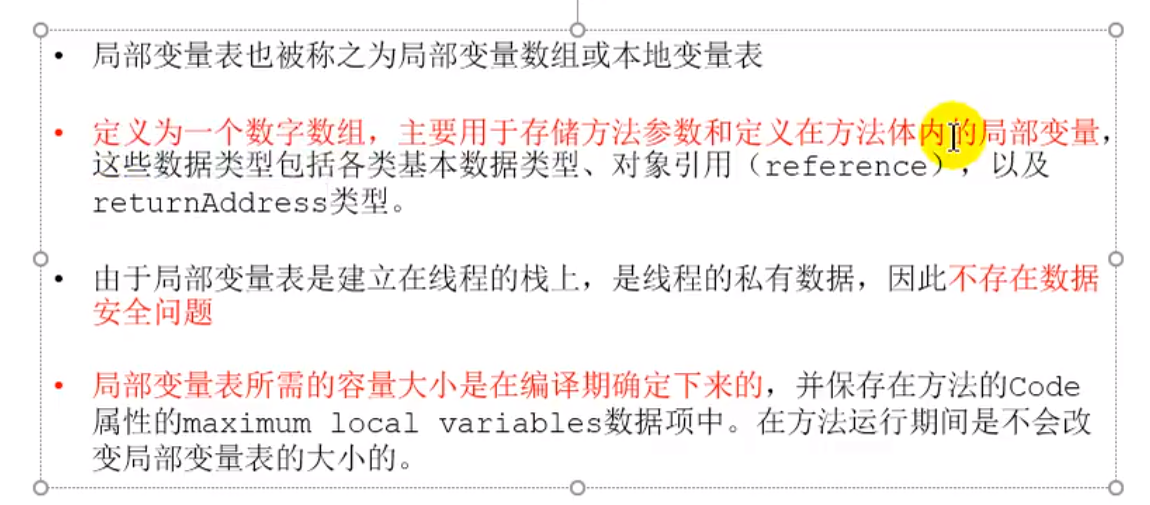 • 局部变量表也被称之为局部变量数组或本地变量表
• 定义为一个数字数组，主要用于存储方法参数和定义在方法体内的局部变量，
这些数据类型包括各类基本数据类型、对象引用（reference），以及
returnAddress类型。
• 由于局部变量表是建立在线程的栈上，是线程的私有数据，因此不存在数据
安全问题
• 局部变量表所需的容量大小是在编译期确定下来的，并保存在方法的Code
属性的maximum local variables数据项中。在方法运行期间是不会改
变局部变量表的大小的。